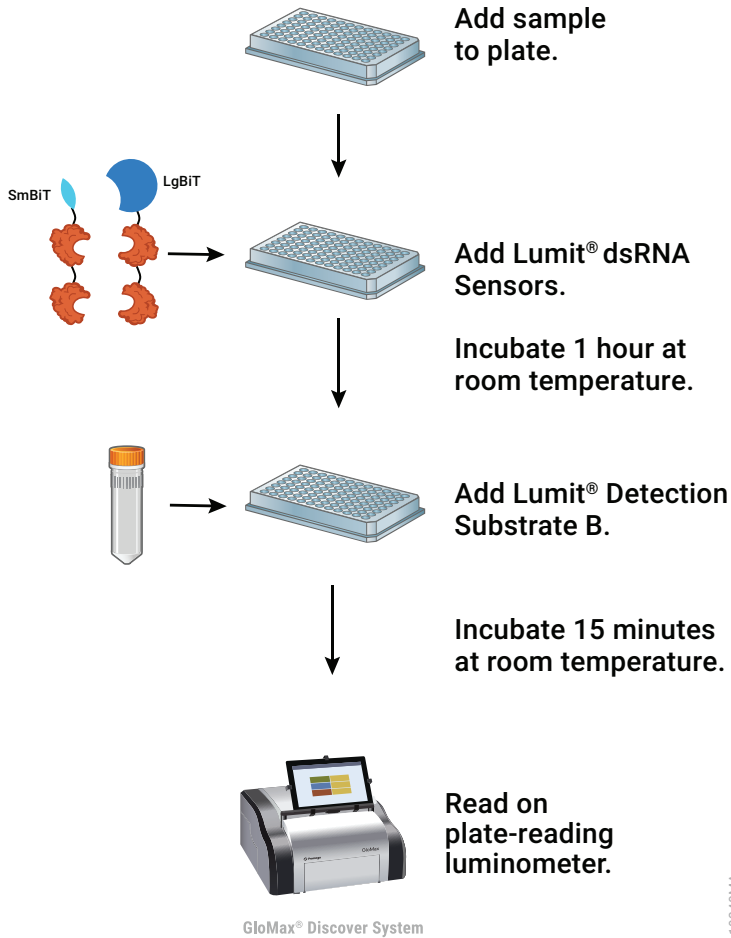 Add sample
to plate.
SmBiT
LgBiT
Add Lumit® dsRNA
Sensors.
Incubate 1 hour at
room temperature.
Add Lumit® Detection
Substrate B.
Incubate 15 minutes
at room temperature.
Read on
plate-reading
luminometer.
GloMax
GloMax® Discover System